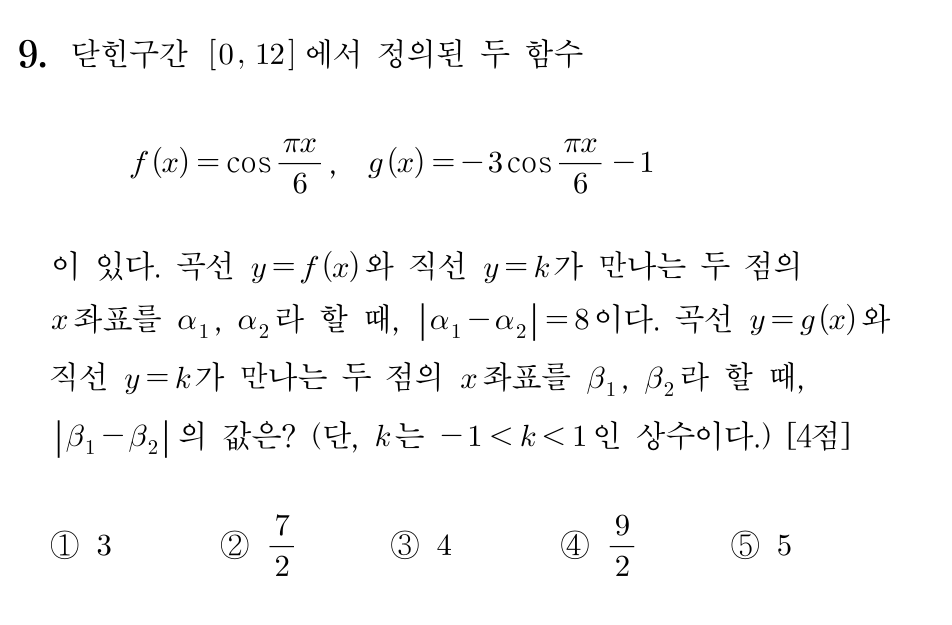 9. 닫힌구간 [0, 12]에서 정의된 두 함수
f(x) = cos πx/6, g(x) = −3cos πx/6 − 1
이 있다. 곡선 y=f(x)와 직선 y=k가 만나는 두 점의
x좌표를 α₁, α₂라 할 때, |α₁−α₂|=8이다. 곡선 y=g(x)와
직선 y=k가 만나는 두 점의 x좌표를 β₁, β₂라 할 때,
|β₁−β₂|의 값은? (단, k는 −1<k<1인 상수이다.) [4점]
① 3 ② 7/2 ③ 4 ④ 9/2 ⑤ 5